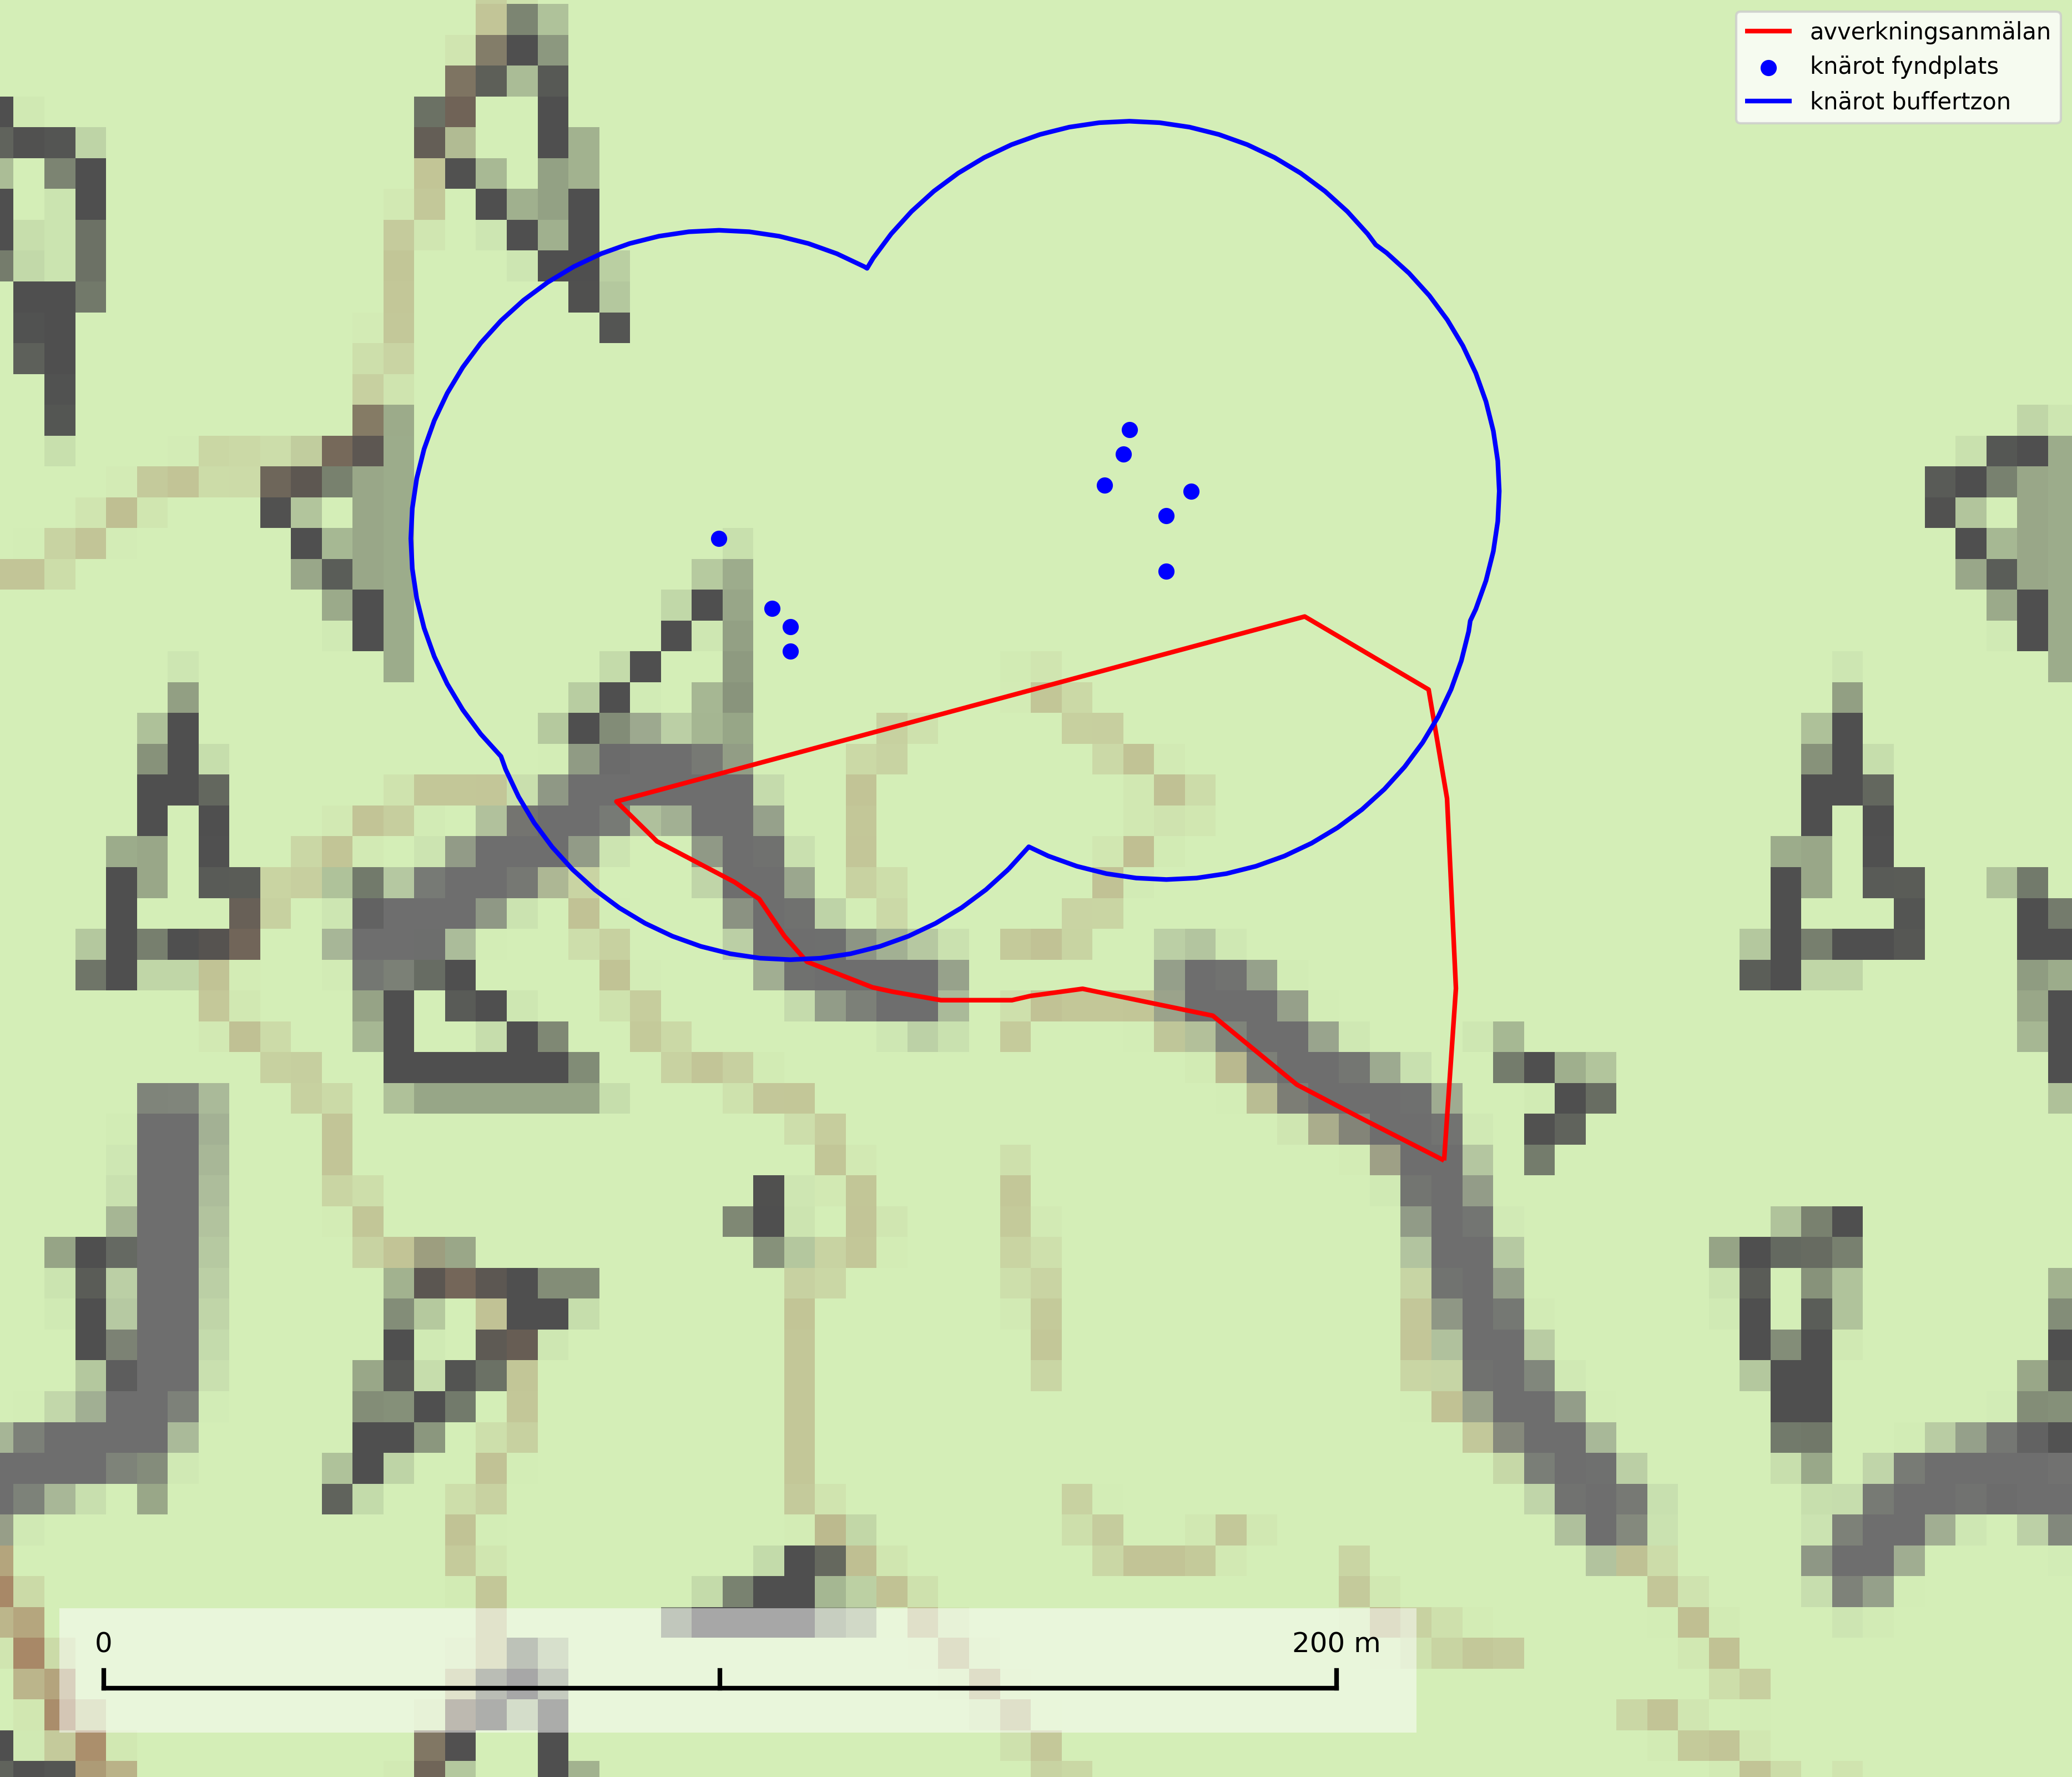 avverkningsanmälan
knärot fyndplats
knärot buffertzon
0
200 m